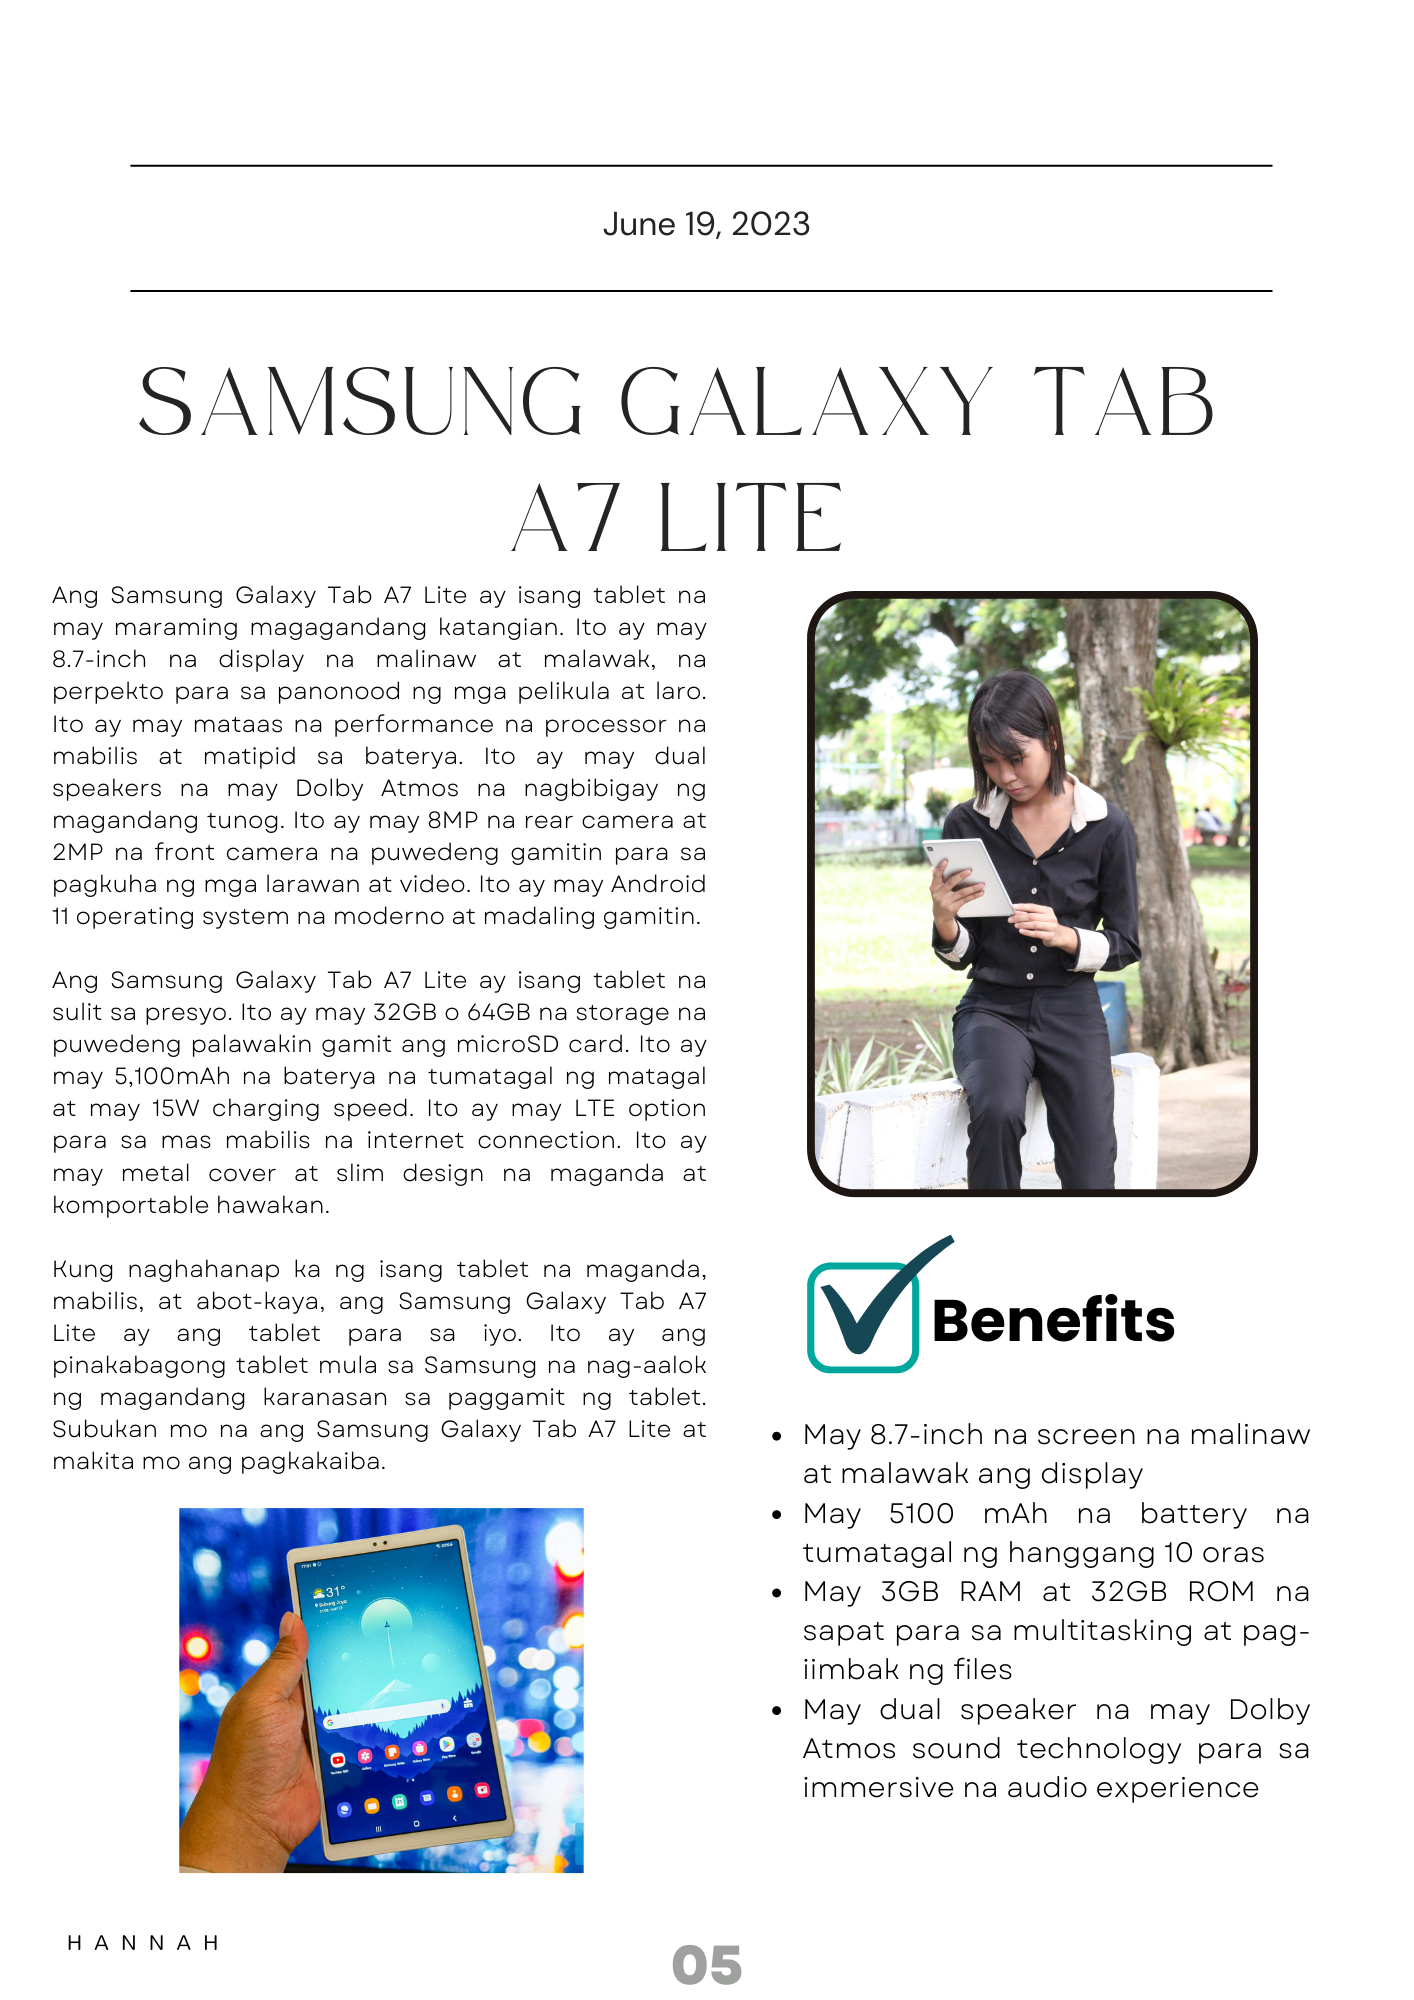 June 19, 2023
SAMSUNG GALAXY TAB
A7 LITE
Ang Samsung Galaxy Tab A7 Lite ay isang tablet na
may maraming magagandang katangian. Ito ay may
8.7-inch na display na malinaw at malawak, na
perpekto para sa panonood ng mga pelikula at laro.
Ito ay may mataas na performance na processor na
mabilis at matipid sa baterya. Ito ay may dual
speakers na may Dolby Atmos na nagbibigay ng
magandang tunog. Ito ay may 8MP na rear camera at
2MP na front camera na puwedeng gamitin para sa
pagkuha ng mga larawan at video. Ito ay may Android
11 operating system na moderno at madaling gamitin.
Ang Samsung Galaxy Tab A7 Lite ay isang tablet na
sulit sa presyo. Ito ay may 32GB o 64GB na storage na
puwedeng palawakin gamit ang microSD card. Ito ay
may 5,100mAh na baterya na tumatagal ng matagal
at may 15W charging speed. Ito ay may LTE option
para sa mas mabilis na internet connection. Ito ay
may metal cover at slim design na maganda at
komportable hawakan.
Kung naghahanap ka ng isang tablet na maganda,
mabilis, at abot-kaya, ang Samsung Galaxy Tab A7
Lite ay ang tablet para sa iyo. Ito ay ang
pinakabagong tablet mula sa Samsung na nag-aalok
ng magandang karanasan sa paggamit ng tablet.
Subukan mo na ang Samsung Galaxy Tab A7 Lite at
makita mo ang pagkakaiba.
31°
Benefits
May 8.7-inch na screen na malinaw
at malawak ang display
May 5100 mAh na battery na
tumatagal ng hanggang 10 oras
May 3GB RAM at 32GB ROM na
sapat para sa multitasking at pag-
iimbak ng files
May dual speaker na may Dolby
Atmos sound technology para sa
immersive na audio experience
HANNAH
05